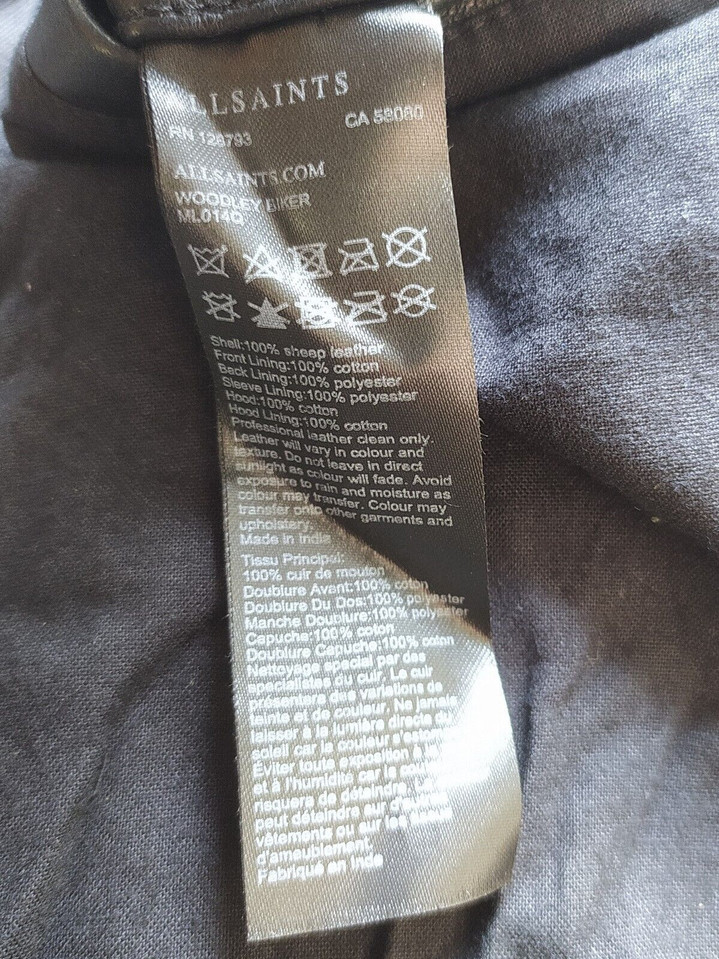 ALLSAINTS
RN 128793 CA 58080
ALLSAINTS.COM
WOODLEY BIKER
ML014Q
Shell:100% sheep leather
Front Lining:100% cotton
Back Lining:100% polyester
Sleeve Lining:100% polyester
Hood:100% cotton
Hood Lining:100% cotton
Professional leather clean only.
Leather will vary in colour and
texture. Do not leave in direct
sunlight as colour will fade. Avoid
exposure to rain and moisture as
colour may transfer. Colour may
transfer onto other garments and
upholstery.
Made in India
Tissu Principal:
100% cuir de mouton
Doublure Avant:100% coton
Doublure Du Dos:100% polyester
Manche Doublure:100% polyester
Capuche:100% coton
Doublure Capuche:100% coton
Nettoyage special par des
du cuir. Le cuir
des variations de
et de couleur. Ne jamais
laisser à la lumière directe du
soleil car la couleur
Éviter toute exposition à la
et à l'humidité car la
risquera de déteindre.
peut déteindre sur
vêtements ou sur
d'ameublement.
Fabriqué en Inde